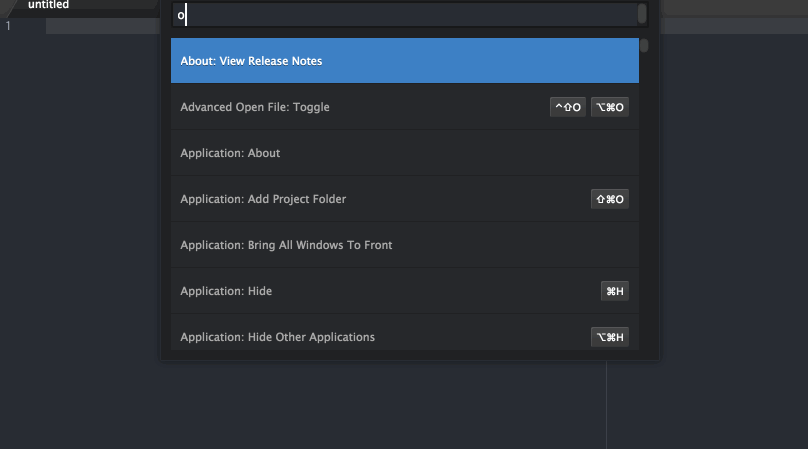 untitled
o
1
About: View Release Notes
Advanced Open File: Toggle ^⇧O ⌥⌘O
Application: About
Application: Add Project Folder ⇧⌘O
Application: Bring All Windows To Front
Application: Hide ⌘H
Application: Hide Other Applications ⌥⌘H